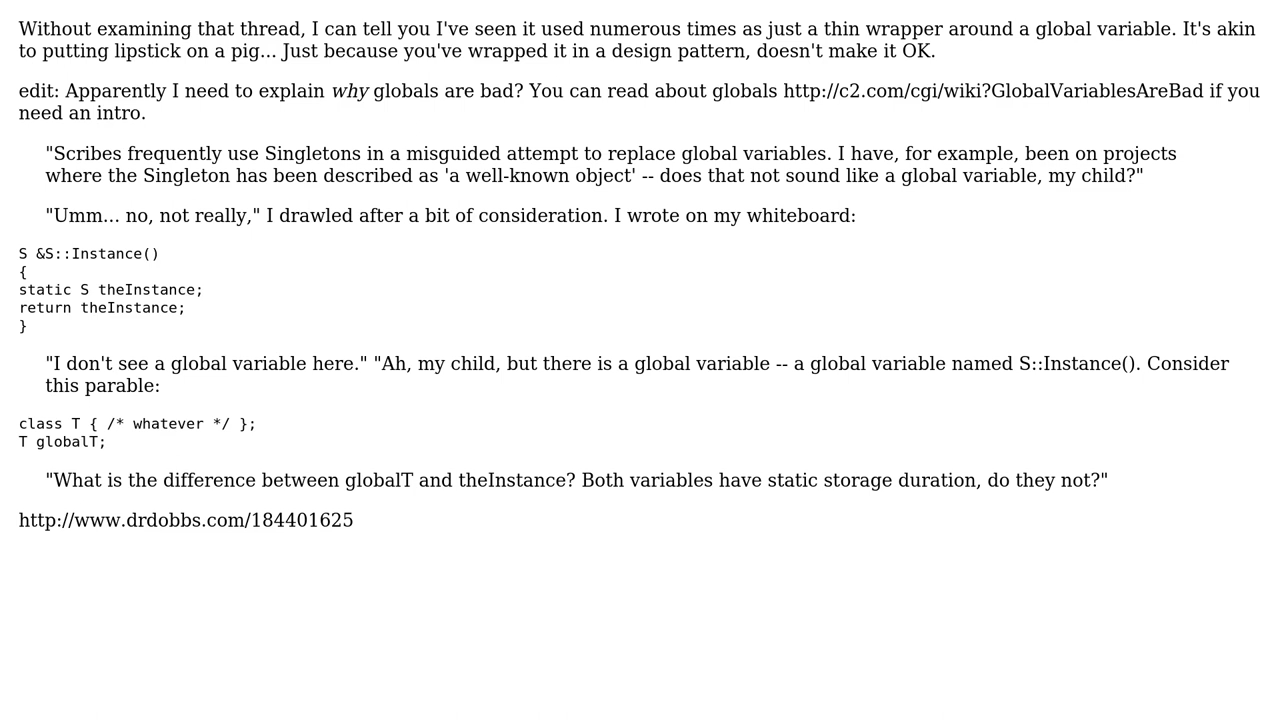 Without examining that thread, I can tell you I've seen it used numerous times as just a thin wrapper around a global variable. It's akin
to putting lipstick on a pig... Just because you've wrapped it in a design pattern, doesn't make it OK.
edit: Apparently I need to explain why globals are bad? You can read about globals http://c2.com/cgi/wiki?GlobalVariablesAreBad if you
need an intro.
"Scribes frequently use Singletons in a misguided attempt to replace global variables. I have, for example, been on projects
where the Singleton has been described as 'a well-known object' -- does that not sound like a global variable, my child?"
"Umm... no, not really," I drawled after a bit of consideration. I wrote on my whiteboard:
S &S::Instance()
{
static S theInstance;
return theInstance;
}
"I don't see a global variable here." "Ah, my child, but there is a global variable -- a global variable named S::Instance(). Consider
this parable:
class T { /* whatever */ };
T globalT;
"What is the difference between globalT and theInstance? Both variables have static storage duration, do they not?"
http://www.drdobbs.com/184401625